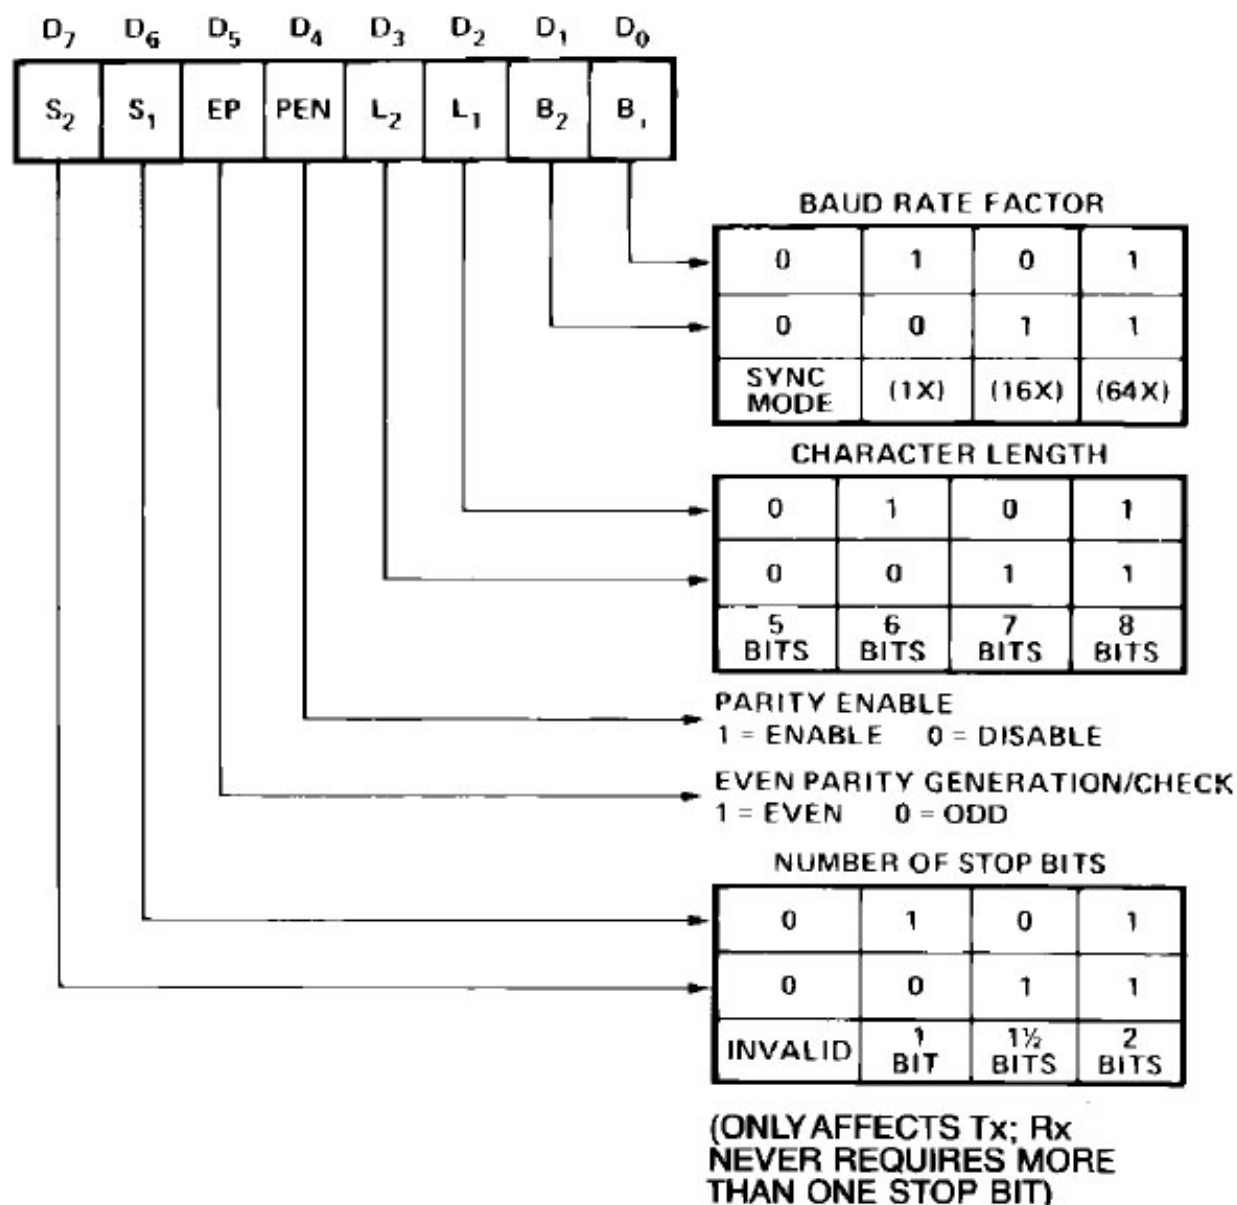 D₇ D₆ D₅ D₄ D₃ D₂ D₁ D₀
S₂ S₁ EP PEN L₂ L₁ B₂ B₁
BAUD RATE FACTOR
0 1 0 1
0 0 1 1
SYNC MODE (1X) (16X) (64X)
CHARACTER LENGTH
0 1 0 1
0 0 1 1
5 BITS 6 BITS 7 BITS 8 BITS
PARITY ENABLE
1 = ENABLE 0 = DISABLE
EVEN PARITY GENERATION/CHECK
1 = EVEN 0 = ODD
NUMBER OF STOP BITS
0 1 0 1
0 0 1 1
INVALID 1 BIT 1½ BITS 2 BITS
(ONLY AFFECTS Tx; Rx
NEVER REQUIRES MORE
THAN ONE STOP BIT)